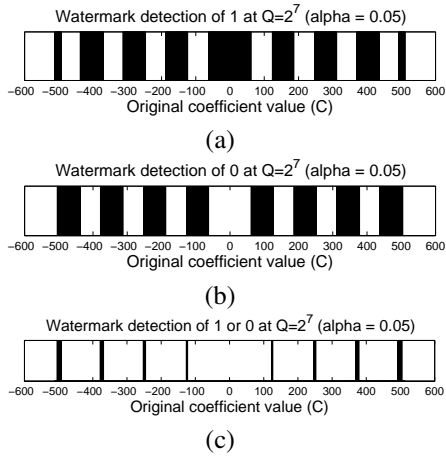 Watermark detection of 1 at Q=2^7 (alpha = 0.05)
−600 −500 −400 −300 −200 −100 0 100 200 300 400 500 600
Original coefficient value (C)
(a)
Watermark detection of 0 at Q=2^7 (alpha = 0.05)
−600 −500 −400 −300 −200 −100 0 100 200 300 400 500 600
Original coefficient value (C)
(b)
Watermark detection of 1 or 0 at Q=2^7 (alpha = 0.05)
−600 −500 −400 −300 −200 −100 0 100 200 300 400 500 600
Original coefficient value (C)
(c)